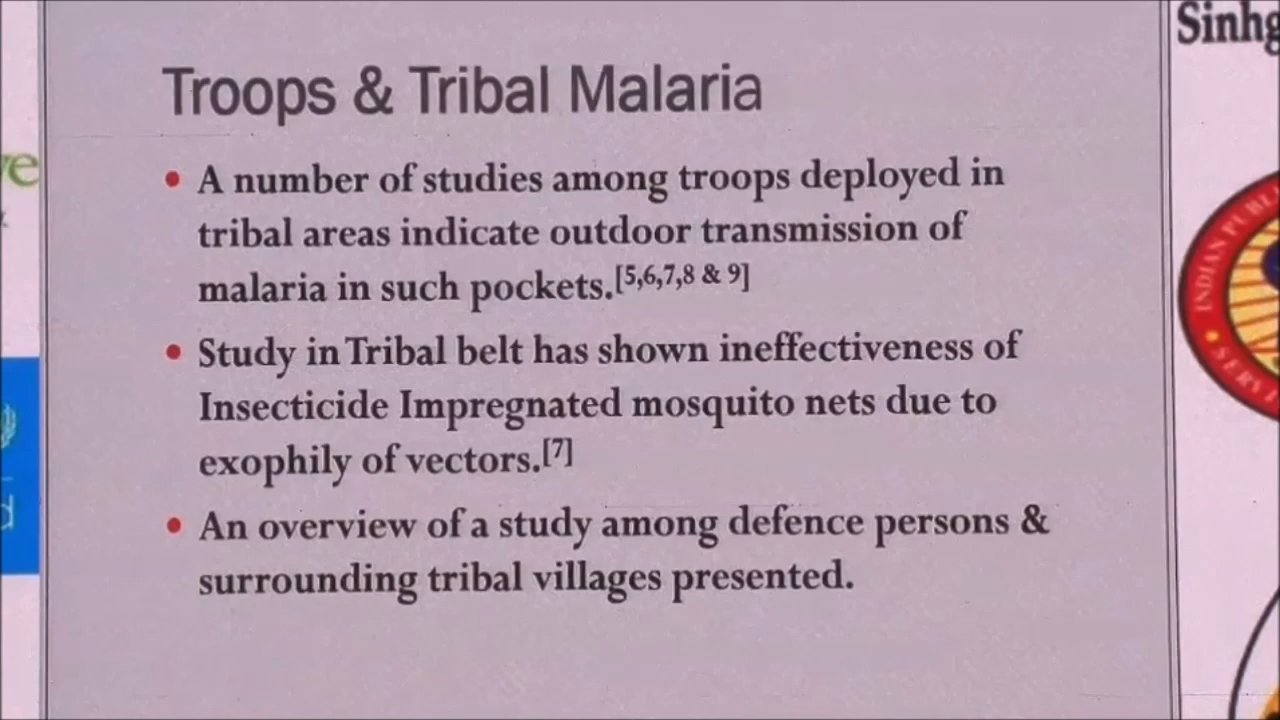 Troops & Tribal Malaria
• A number of studies among troops deployed in
tribal areas indicate outdoor transmission of
malaria in such pockets.[5,6,7,8 & 9]
• Study in Tribal belt has shown ineffectiveness of
Insecticide Impregnated mosquito nets due to
exophily of vectors.[7]
• An overview of a study among defence persons &
surrounding tribal villages presented.
Sinhg
INDIAN PUBLI